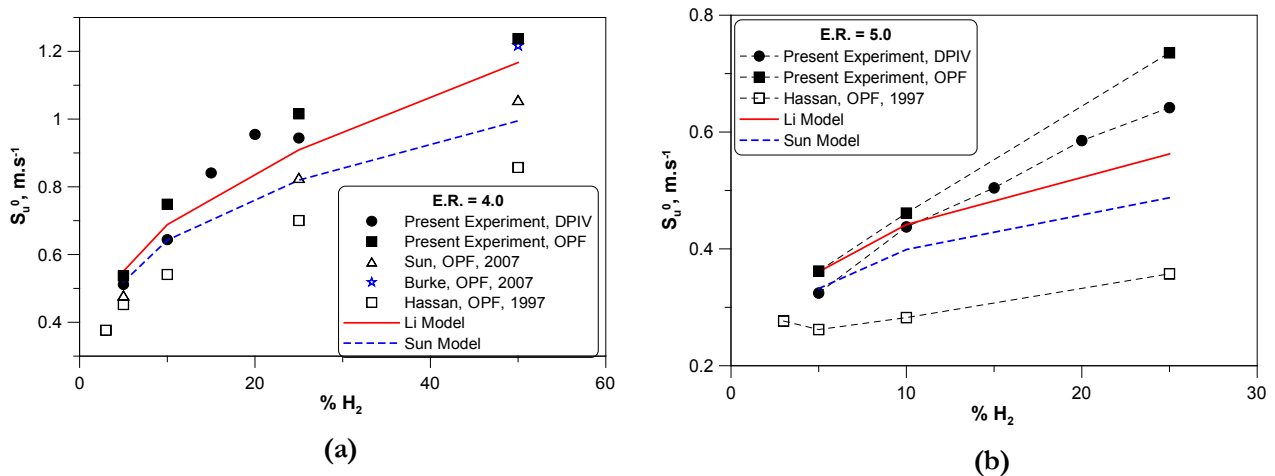 1.2
1
0.8
0.6
0.4
S_u^0, m.s^-1
0
20
40
60
% H_2
E.R. = 4.0
Present Experiment, DPIV
Present Experiment, OPF
Sun, OPF, 2007
Burke, OPF, 2007
Hassan, OPF, 1997
Li Model
Sun Model
(a)
0.8
0.6
0.4
0.2
S_u^0, m.s^-1
0
10
20
30
% H_2
E.R. = 5.0
Present Experiment, DPIV
Present Experiment, OPF
Hassan, OPF, 1997
Li Model
Sun Model
(b)